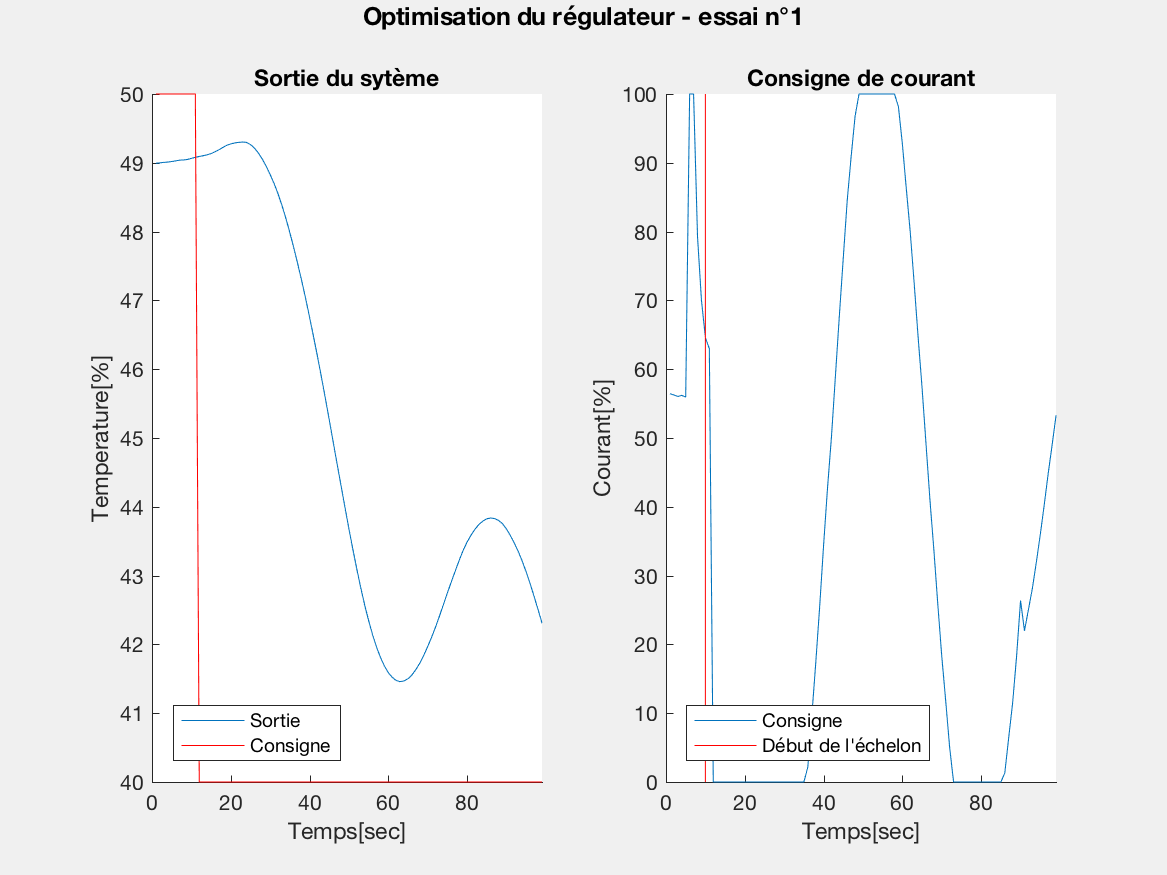 Optimisation du régulateur - essai n°1
Sortie du sytème
50
49
48
47
46
45
44
43
42
41
40
Temperature[%]
Sortie
Consigne
0 20 40 60 80
Temps[sec]
Consigne de courant
100
90
80
70
60
50
40
30
20
10
0
Courant[%]
Consigne
Début de l'échelon
0 20 40 60 80
Temps[sec]